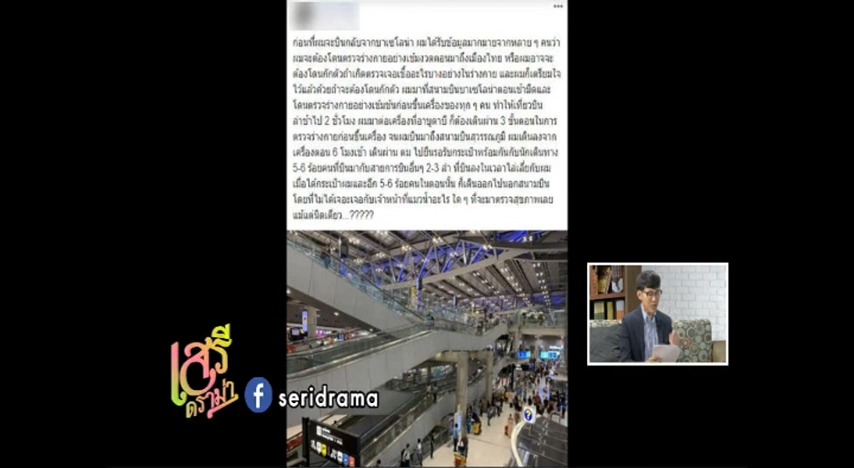 ก่อนที่ผมจะบินกลับจากบาเซโลน่า ผมได้รับข้อมูลมากมายจากหลาย ๆ คนว่า
ผมจะต้องโดนตรวจร่างกายอย่างเข้มงวดตอนมาถึงเมืองไทย หรือผมอาจจะ
ต้องโดนกักตัวถ้าเกิดตรวจเจอเชื้ออะไรบางอย่างในร่างกาย และผมก็เตรียมใจ
ไว้แล้วด้วยถ้าจะต้องโดนกักตัว ผมมาที่สนามบินบาเซโลน่าตอนเช้ามืดและ
โดนตรวจร่างกายอย่างเข้มข้นก่อนขึ้นเครื่องของทุก ๆ คน ทำให้เที่ยวบิน
ล่าช้าไป 2 ชั่วโมง ผมมาต่อเครื่องที่อาบูดาบี ก็ต้องเดินผ่าน 3 ขั้นตอนในการ
ตรวจร่างกายก่อนขึ้นเครื่อง จนผมบินมาถึงสนามบินสุวรรณภูมิ ผมเดินลงจาก
เครื่องตอน 6 โมงเช้า เดินผ่าน ตม ไปยืนรอรับกระเป๋าพร้อมกันกับนักเดินทาง
5-6 ร้อยคนที่บินมากับสายการบินอื่นๆ 2-3 ลำ ที่บินลงในเวลาไล่เลี่ยกับผม
เมื่อได้กระเป๋าผมและอีก 5-6 ร้อยคนในตอนนั้น ก็เดินออกไปนอกสนามบิน
โดยที่ไม่ได้เจอะเจอกับเจ้าหน้าที่แมวน้ำอะไร ใด ๆ ที่จะมาตรวจสุขภาพเลย
แม้แต่นิดเดียว...?????
เสรี
ดราม่า
f seridrama
?